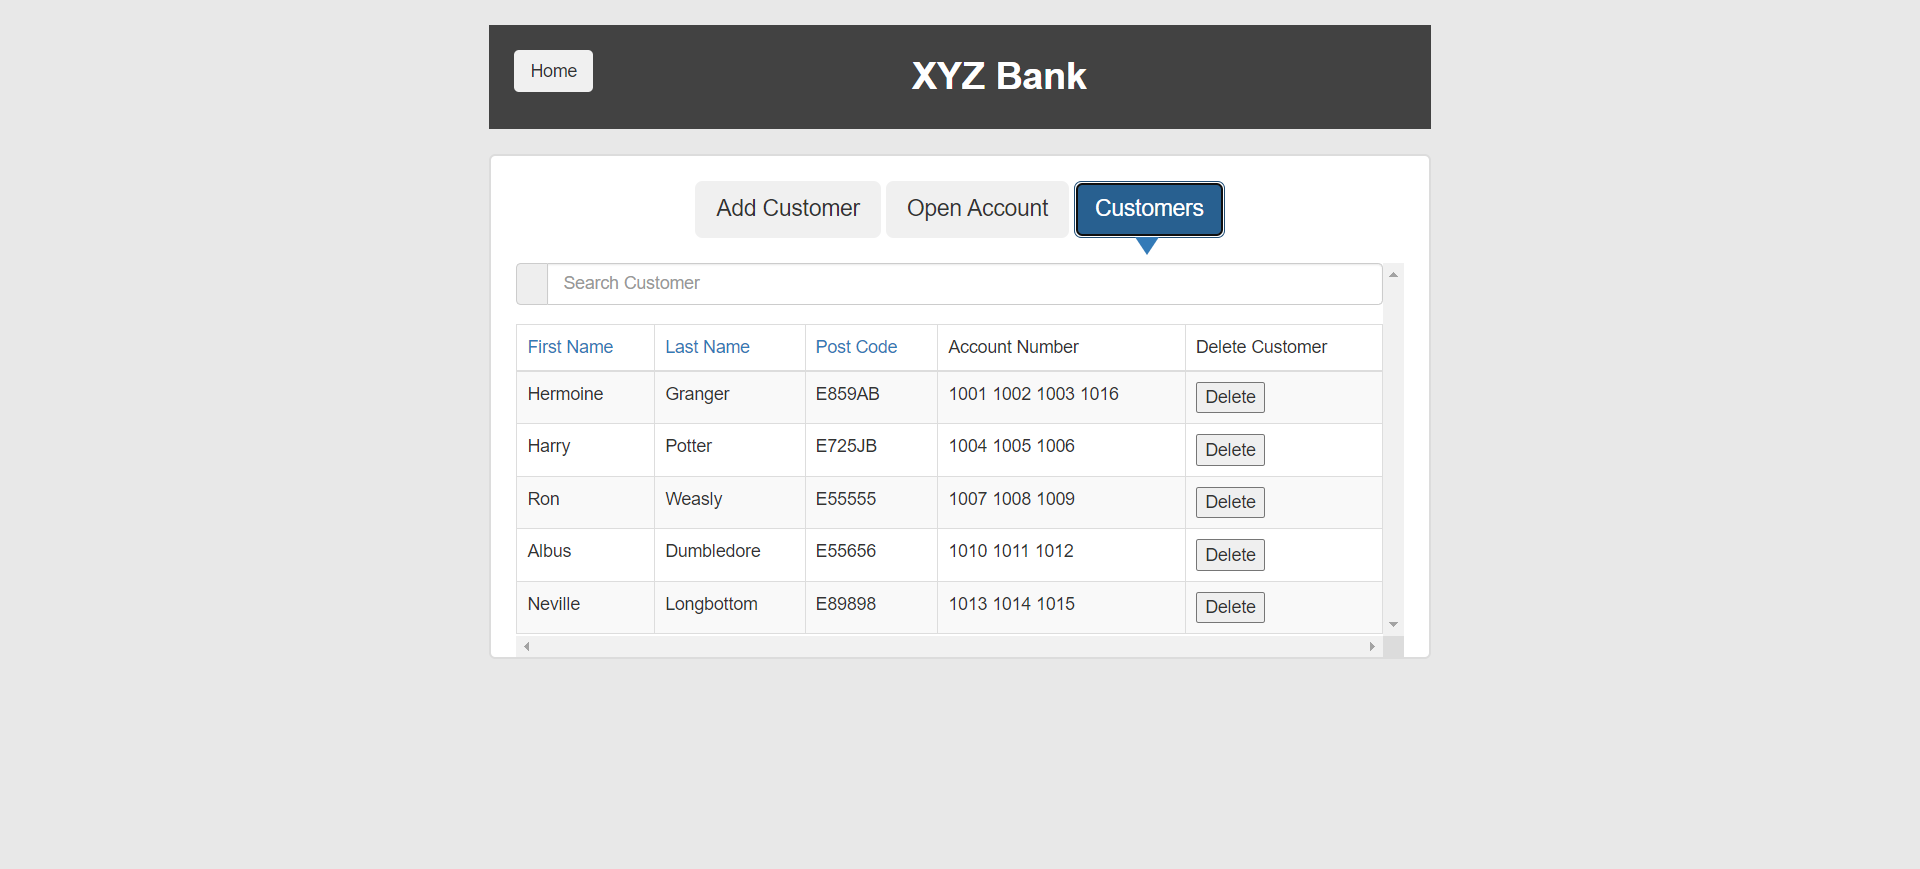 Home
XYZ Bank
Add Customer Open Account Customers
Search Customer
First Name Last Name Post Code Account Number Delete Customer
Hermoine Granger E859AB 1001 1002 1003 1016 Delete
Harry Potter E725JB 1004 1005 1006 Delete
Ron Weasly E55555 1007 1008 1009 Delete
Albus Dumbledore E55656 1010 1011 1012 Delete
Neville Longbottom E89898 1013 1014 1015 Delete